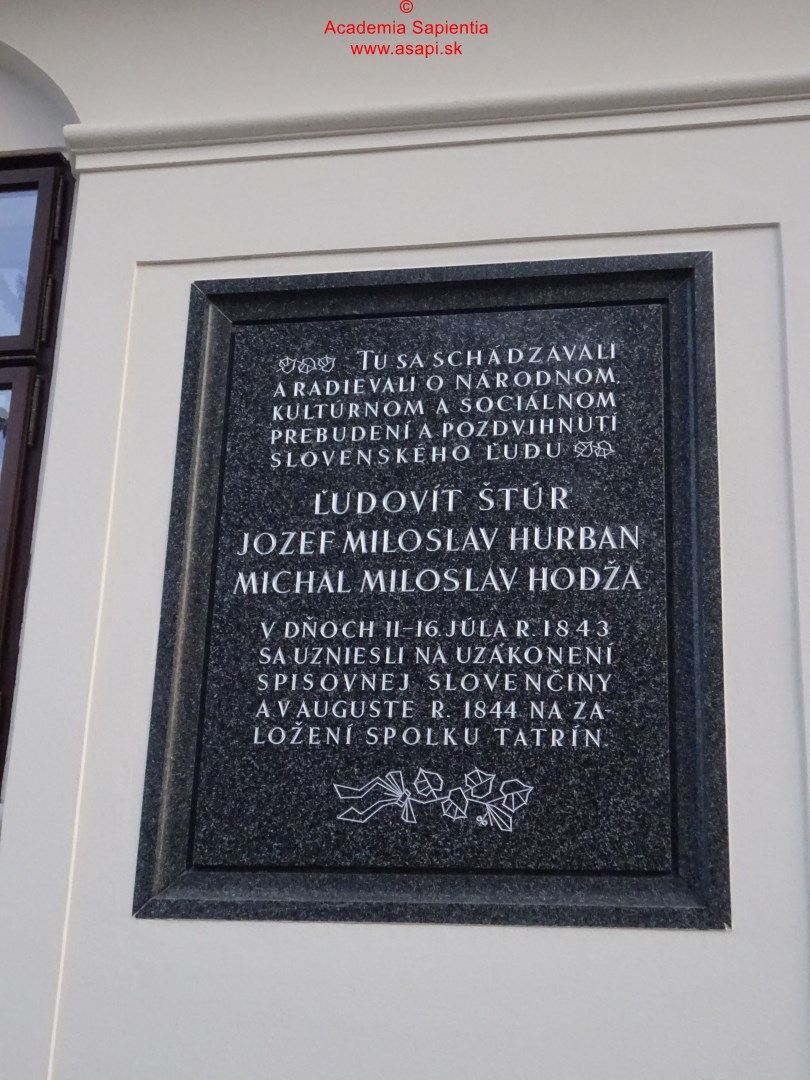 ©
Academia Sapientia
www.asapi.sk
TU SA SCHÁDZAVALI
A RADIEVALI O NÁRODNOM,
KULTÚRNOM A SOCIÁLNOM
PREBUDENÍ A POZDVIHNUTÍ
SLOVENSKÉHO ĽUDU
ĽUDOVÍT ŠTÚR
JOZEF MILOSLAV HURBAN
MICHAL MILOSLAV HODŽA
V DŇOCH 11–16. JÚLA R. 1843
SA UZNIESLI NA UZÁKONENÍ
SPISOVNEJ SLOVENČINY
A V AUGUSTE R. 1844 NA ZA-
LOŽENÍ SPOLKU TATRÍN.